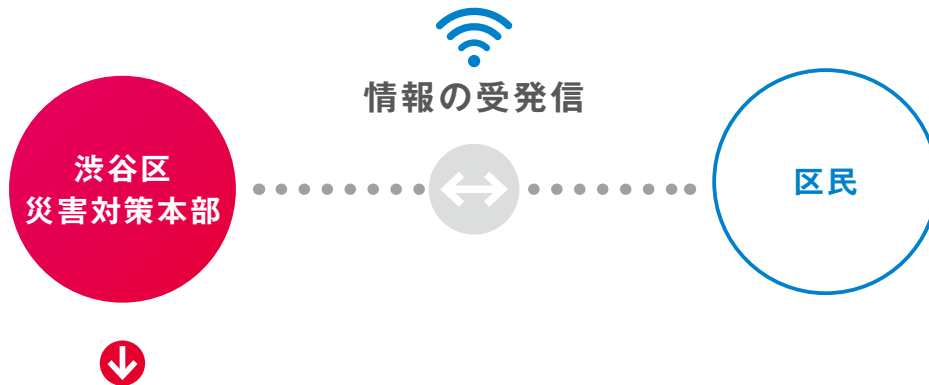 情報の受発信
渋谷区
災害対策本部
区民